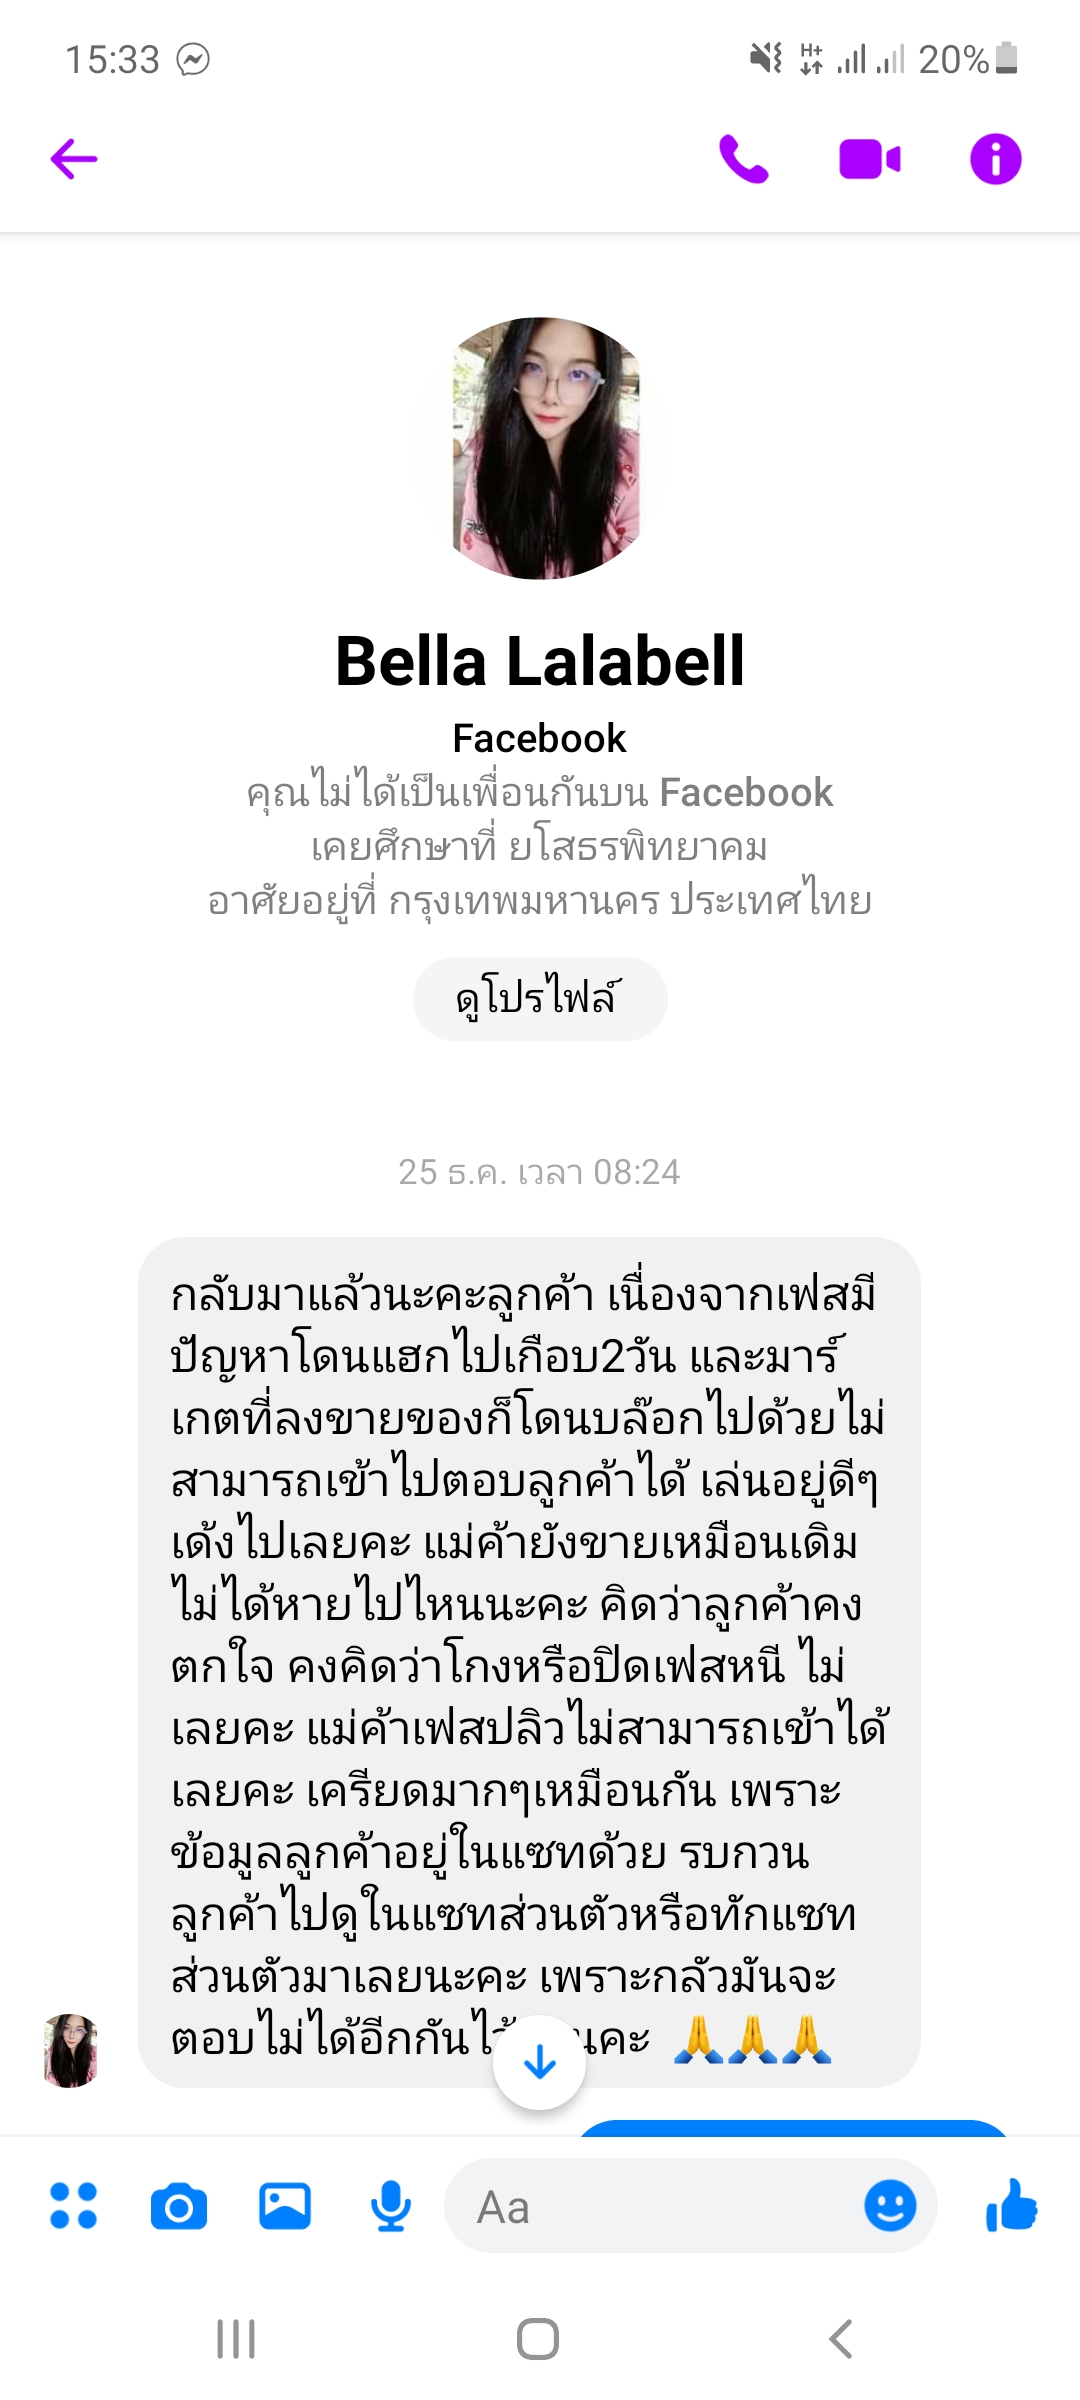 15:33
H+ 20%
Bella Lalabell
Facebook
คุณไม่ได้เป็นเพื่อนกันบน Facebook
เคยศึกษาที่ ยโสธรพิทยาคม
อาศัยอยู่ที่ กรุงเทพมหานคร ประเทศไทย
ดูโปรไฟล์
25 ธ.ค. เวลา 08:24
กลับมาแล้วนะคะลูกค้า เนื่องจากเฟสมี
ปัญหาโดนแฮกไปเกือบ2วัน และมาร์
เกตที่ลงขายของก็โดนบล๊อกไปด้วยไม่
สามารถเข้าไปตอบลูกค้าได้ เล่นอยู่ดีๆ
เด้งไปเลยคะ แม่ค้ายังขายเหมือนเดิม
ไม่ได้หายไปไหนนะคะ คิดว่าลูกค้าคง
ตกใจ คงคิดว่าโกงหรือปิดเฟสหนี ไม่
เลยคะ แม่ค้าเฟสปลิวไม่สามารถเข้าได้
เลยคะ เครียดมากๆเหมือนกัน เพราะ
ข้อมูลลูกค้าอยู่ในแซทด้วย รบกวน
ลูกค้าไปดูในแซทส่วนตัวหรือทักแซท
ส่วนตัวมาเลยนะคะ เพราะกลัวมันจะ
ตอบไม่ได้อีกกัน 🙏🙏🙏
Aa